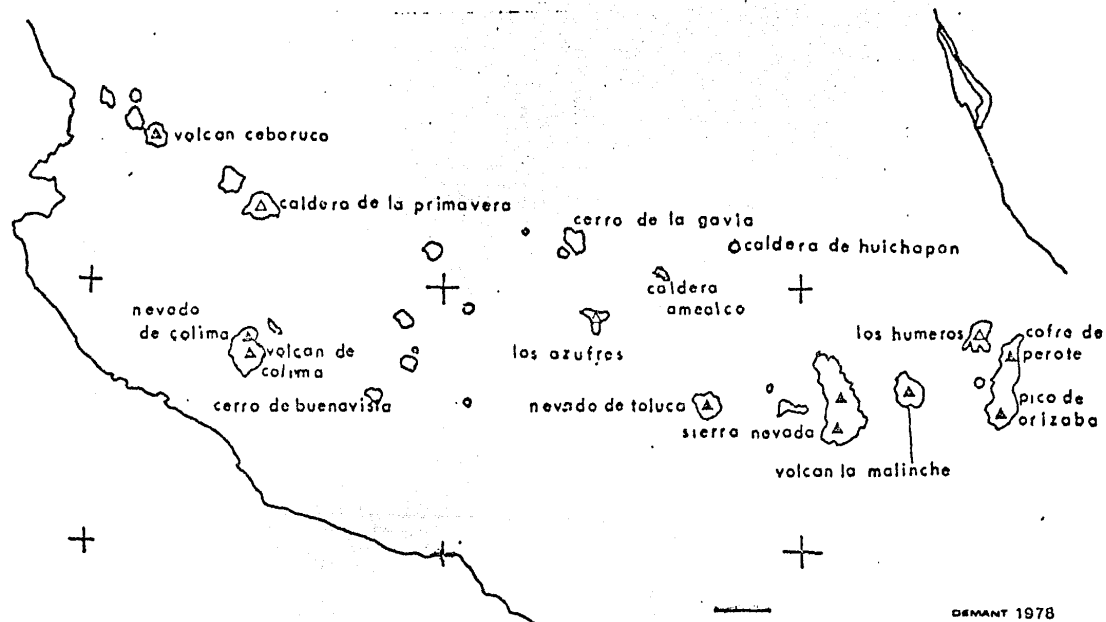 volcan ceboruco
caldera de la primavera
cerro de la gavia
caldera de huichapan
caldera
amealco
nevado
de colima
volcan de
colima
los azufres
los humeros
cofre de
perote
cerro de buenavista
nevado de toluca
sierra nevada
pico de
orizaba
volcan la malinche
DEMANT 1978